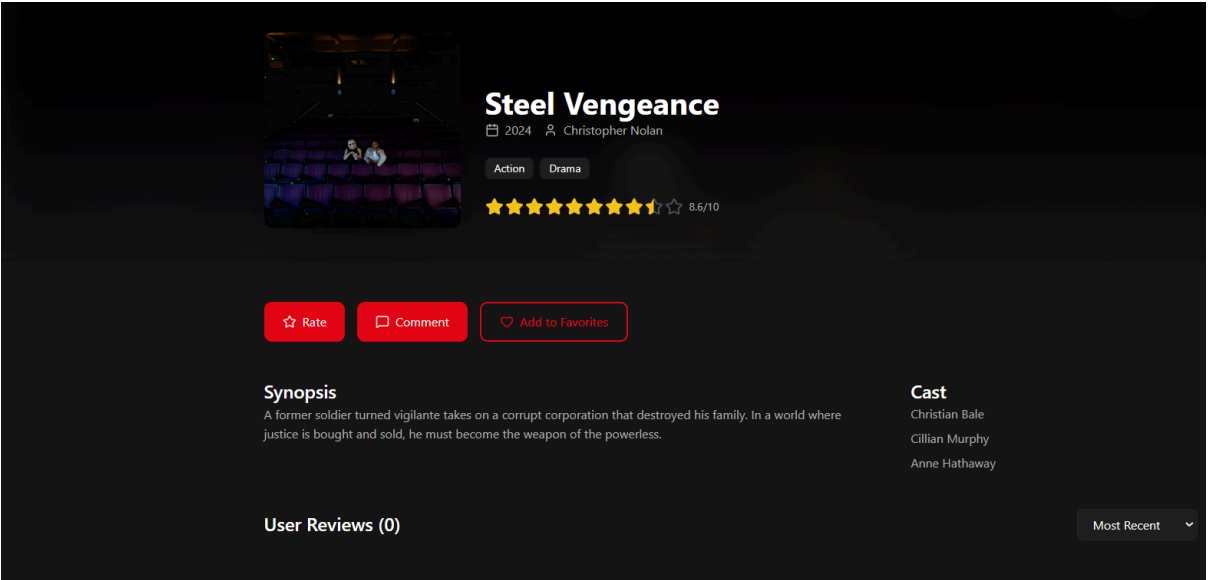 Steel Vengeance
2024 Christopher Nolan
Action Drama
8.6/10
Rate Comment Add to Favorites
Synopsis
A former soldier turned vigilante takes on a corrupt corporation that destroyed his family. In a world where
justice is bought and sold, he must become the weapon of the powerless.
Cast
Christian Bale
Cillian Murphy
Anne Hathaway
User Reviews (0)
Most Recent